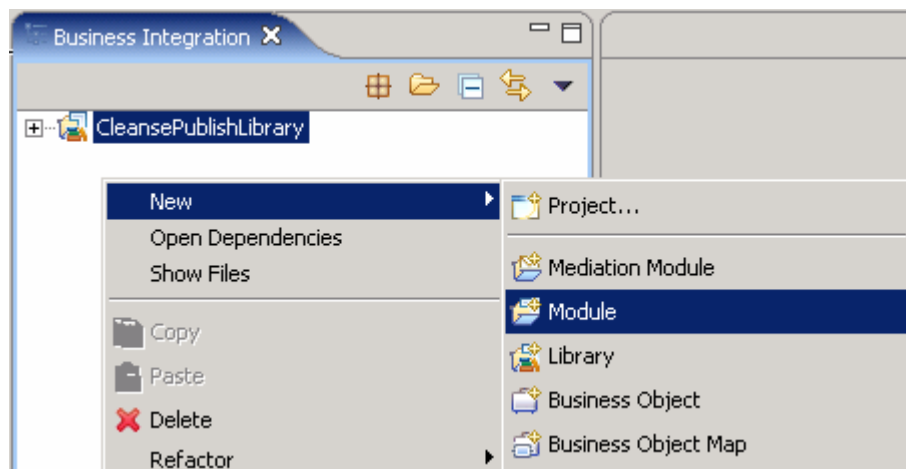 Business Integration
CleansePublishLibrary
New
Project...
Open Dependencies
Show Files
Mediation Module
Module
Copy
Library
Paste
Business Object
Delete
Business Object Map
Refactor